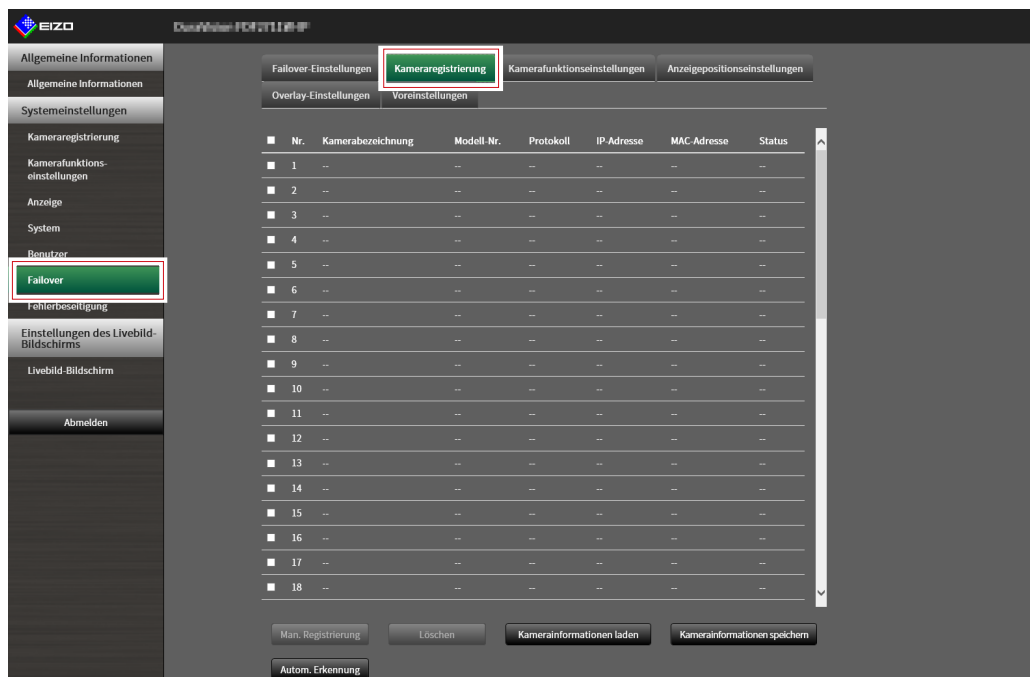 EIZO
Allgemeine Informationen
Allgemeine Informationen
Systemeinstellungen
Kameraregistrierung
Kamerafunktions-
einstellungen
Anzeige
System
Benutzer
Failover
Fehlerbeseitigung
Einstellungen des Livebild-
Bildschirms
Livebild-Bildschirm
Abmelden
Failover-Einstellungen Kameraregistrierung Kamerafunktionseinstellungen Anzeigepositionseinstellungen
Overlay-Einstellungen Voreinstellungen
Nr. Kamerabezeichnung Modell-Nr. Protokoll IP-Adresse MAC-Adresse Status
1 -- -- -- -- -- --
2 -- -- -- -- -- --
3 -- -- -- -- -- --
4 -- -- -- -- -- --
5 -- -- -- -- -- --
6 -- -- -- -- -- --
7 -- -- -- -- -- --
8 -- -- -- -- -- --
9 -- -- -- -- -- --
10 -- -- -- -- -- --
11 -- -- -- -- -- --
12 -- -- -- -- -- --
13 -- -- -- -- -- --
14 -- -- -- -- -- --
15 -- -- -- -- -- --
16 -- -- -- -- -- --
17 -- -- -- -- -- --
18 -- -- -- -- -- --
Man. Registrierung Löschen Kamerainformationen laden Kamerainformationen speichern
Autom. Erkennung